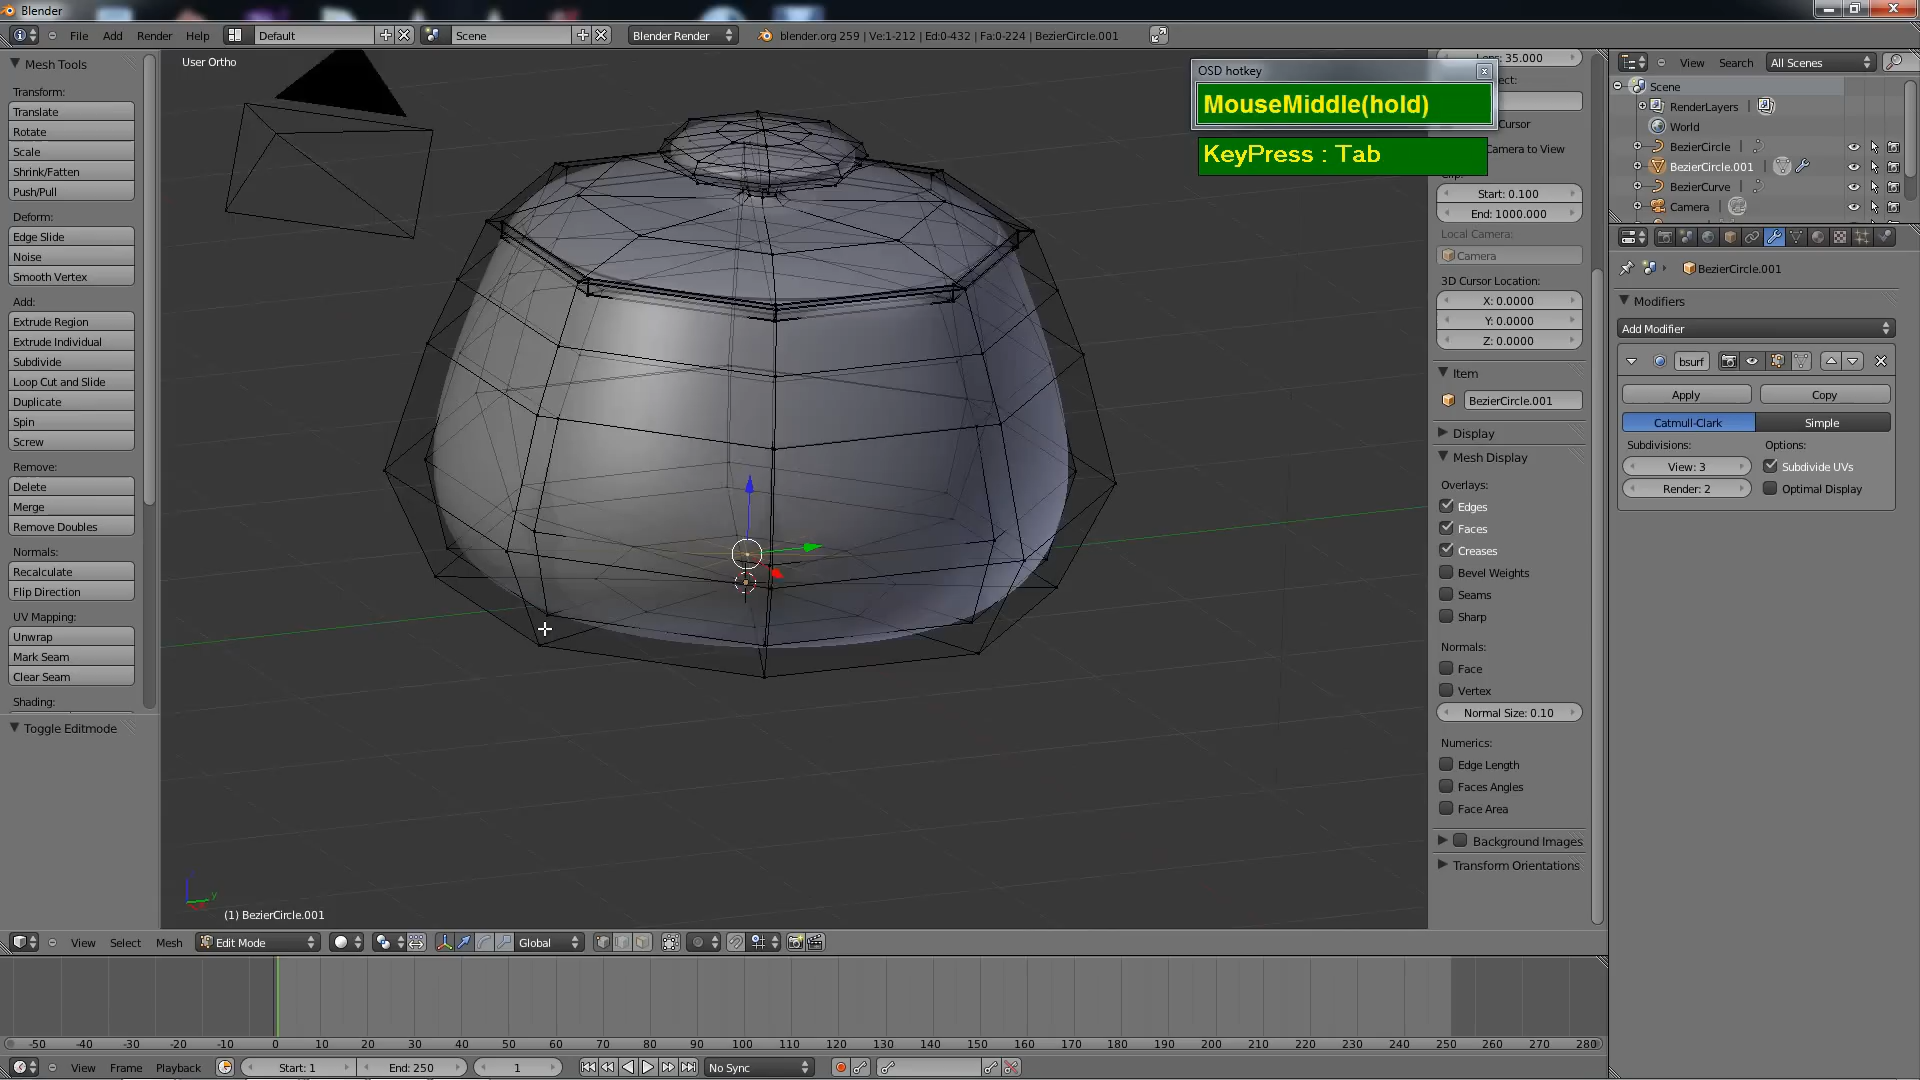 Blender
File Add Render Help Default Scene Blender Render blender.org 259 | Ve:1-212 | Ed:0-432 | Fa:0-224 | BezierCircle.001
Mesh Tools
Transform:
Translate
Rotate
Scale
Shrink/Fatten
Push/Pull
Deform:
Edge Slide
Noise
Smooth Vertex
Add:
Extrude Region
Extrude Individual
Subdivide
Loop Cut and Slide
Duplicate
Spin
Screw
Remove:
Delete
Merge
Remove Doubles
Normals:
Recalculate
Flip Direction
UV Mapping:
Unwrap
Mark Seam
Clear Seam
Shading:
Toggle Editmode
User Ortho
OSD hotkey
MouseMiddle(hold)
KeyPress : Tab
y
(1) BezierCircle.001
35.000
Cursor
Camera to View
Start: 0.100
End: 1000.000
Local Camera:
Camera
3D Cursor Location:
X: 0.0000
Y: 0.0000
Z: 0.0000
Item
BezierCircle.001
Display
Mesh Display
Overlays:
Edges
Faces
Creases
Bevel Weights
Seams
Sharp
Normals:
Face
Vertex
Normal Size: 0.10
Numerics:
Edge Length
Faces Angles
Face Area
Background Images
Transform Orientations
View Search All Scenes
Scene
RenderLayers
World
BezierCircle
BezierCircle.001
BezierCurve
Camera
BezierCircle.001
Modifiers
Add Modifier
bsurf
Apply Copy
Catmull-Clark Simple
Subdivisions: Options:
View: 3 Subdivide UVs
Render: 2 Optimal Display
View Select Mesh Edit Mode Global
-50 -40 -30 -20 -10 0 10 20 30 40 50 60 70 80 90 100 110 120 130 140 150 160 170 180 190 200 210 220 230 240 250 260 270 280
View Frame Playback Start: 1 End: 250 1 No Sync